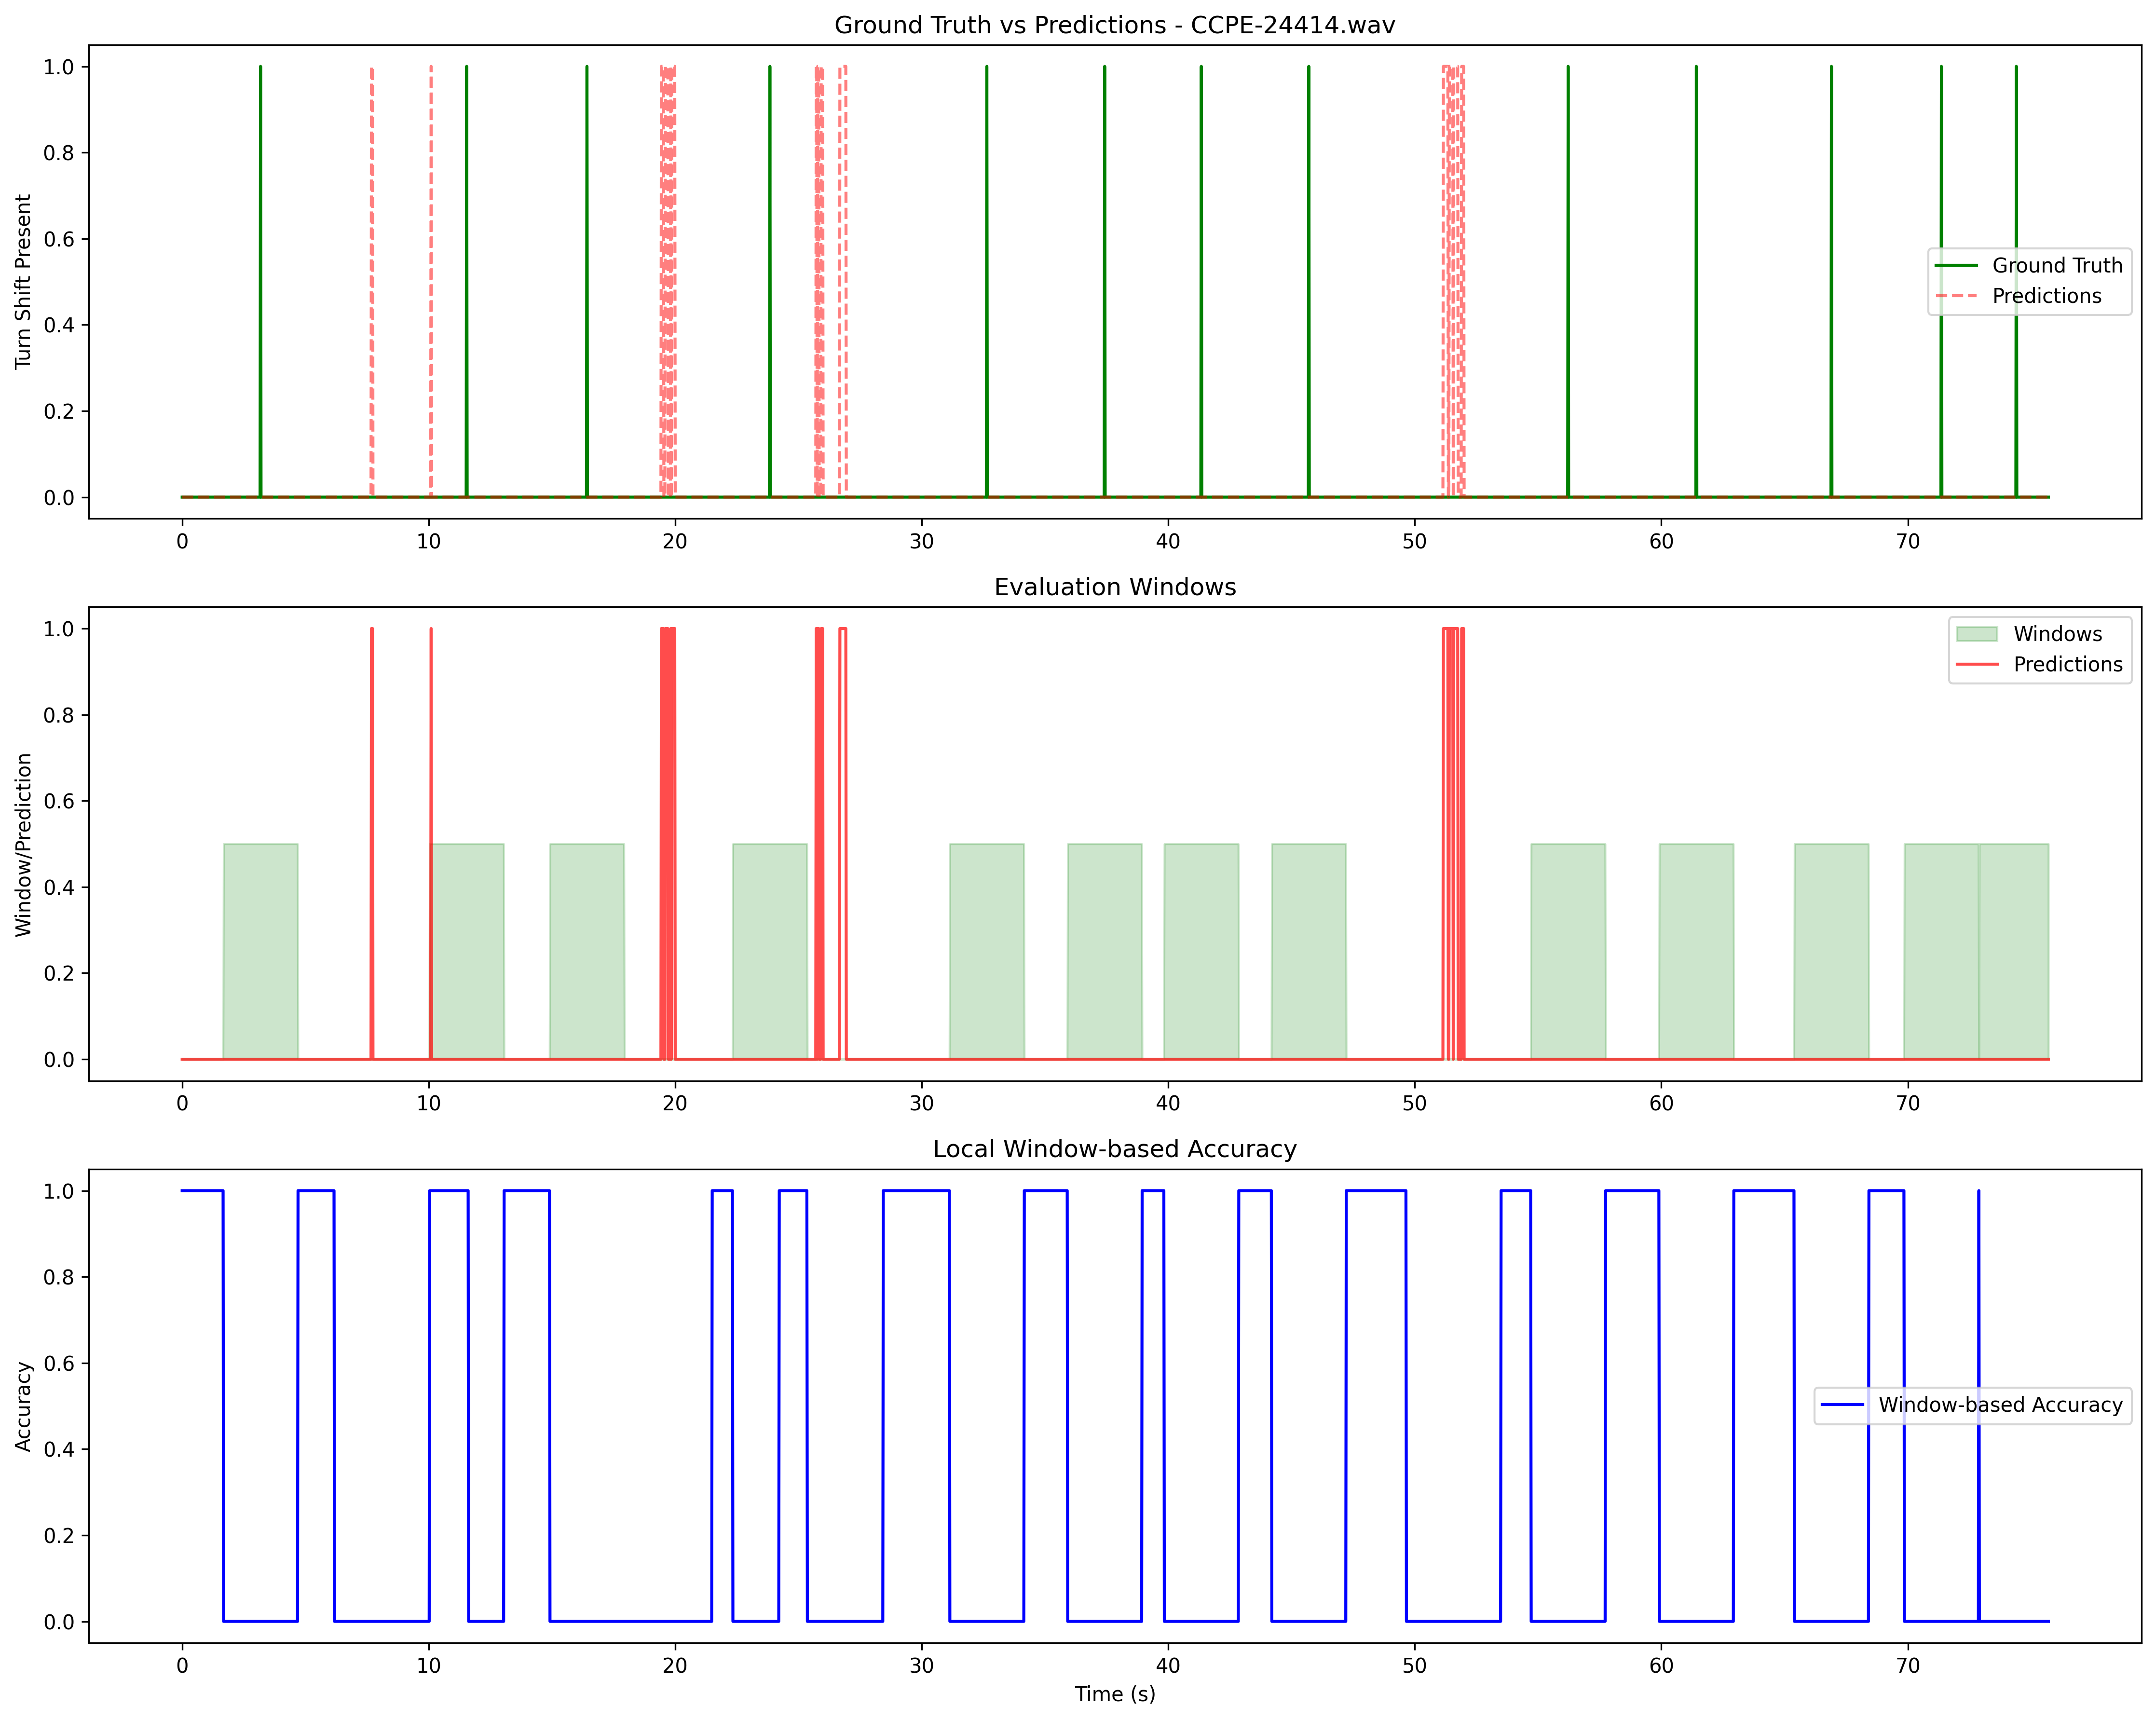 Ground Truth vs Predictions - CCPE-24414.wav
Turn Shift Present
1.0
0.8
0.6
0.4
0.2
0.0
Ground Truth
Predictions
0 10 20 30 40 50 60 70
Evaluation Windows
Window/Prediction
1.0
0.8
0.6
0.4
0.2
0.0
Windows
Predictions
0 10 20 30 40 50 60 70
Local Window-based Accuracy
Accuracy
1.0
0.8
0.6
0.4
0.2
0.0
Window-based Accuracy
0 10 20 30 40 50 60 70
Time (s)